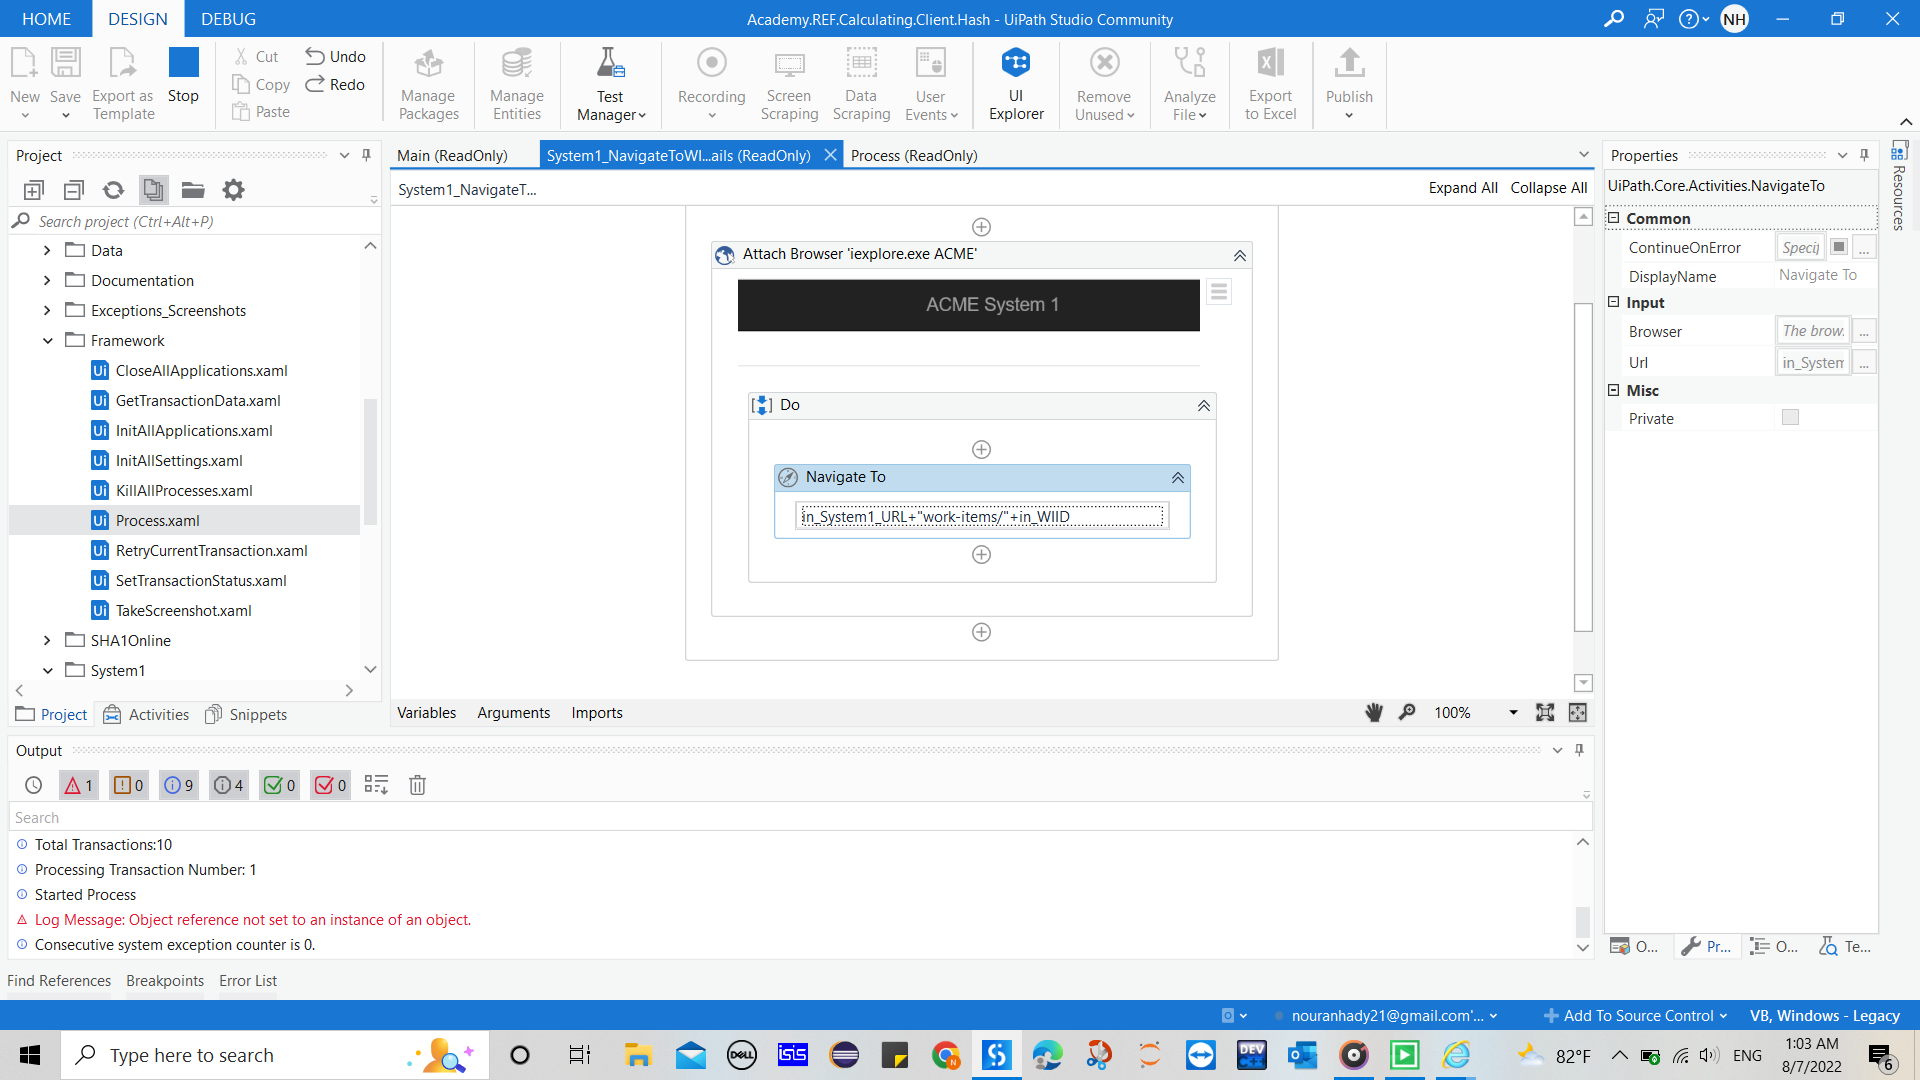 HOME DESIGN DEBUG
Academy.REF.Calculating.Client.Hash - UiPath Studio Community
NH
New Save Export as Template Stop
Cut Copy Paste
Undo Redo
Manage Packages
Manage Entities
Test Manager
Recording
Screen Scraping
Data Scraping
User Events
UI Explorer
Remove Unused
Analyze File
Export to Excel
Publish
Project
Search project (Ctrl+Alt+P)
Data
Documentation
Exceptions_Screenshots
Framework
CloseAllApplications.xaml
GetTransactionData.xaml
InitAllApplications.xaml
InitAllSettings.xaml
KillAllProcesses.xaml
Process.xaml
RetryCurrentTransaction.xaml
SetTransactionStatus.xaml
TakeScreenshot.xaml
SHA1Online
System1
Project Activities Snippets
Main (ReadOnly) System1_NavigateToWI...ails (ReadOnly) Process (ReadOnly)
System1_NavigateT...
Expand All Collapse All
Attach Browser 'iexplore.exe ACME'
ACME System 1
Do
Navigate To
in_System1_URL+"work-items/"+in_WIID
Variables Arguments Imports
100%
Properties
UiPath.Core.Activities.NavigateTo
Common
ContinueOnError Specij ...
DisplayName Navigate To
Input
Browser The brow. ...
Url in_System ...
Misc
Private
Resources
O... Pr... O... Te...
Output
1 0 9 4 0 0
Search
Total Transactions:10
Processing Transaction Number: 1
Started Process
Log Message: Object reference not set to an instance of an object.
Consecutive system exception counter is 0.
Find References Breakpoints Error List
nouranhady21@gmail.com'...
Add To Source Control
VB, Windows - Legacy
Type here to search
DELL
isis
DEV C++
82°F
ENG
1:03 AM
8/7/2022
6